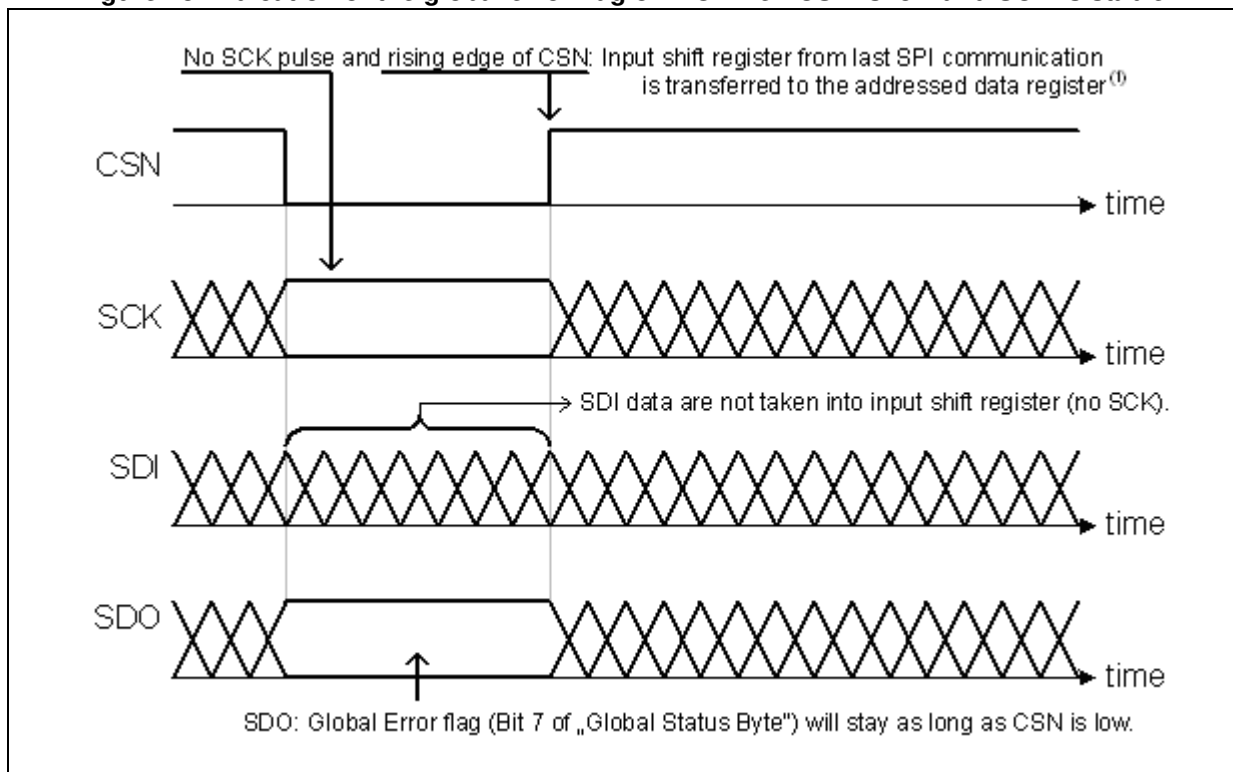 No SCK pulse and rising edge of CSN: Input shift register from last SPI communication
is transferred to the addressed data register(1)
CSN
time
SCK
time
SDI data are not taken into input shift register (no SCK).
SDI
time
SDO
time
SDO: Global Error flag (Bit 7 of „Global Status Byte") will stay as long as CSN is low.